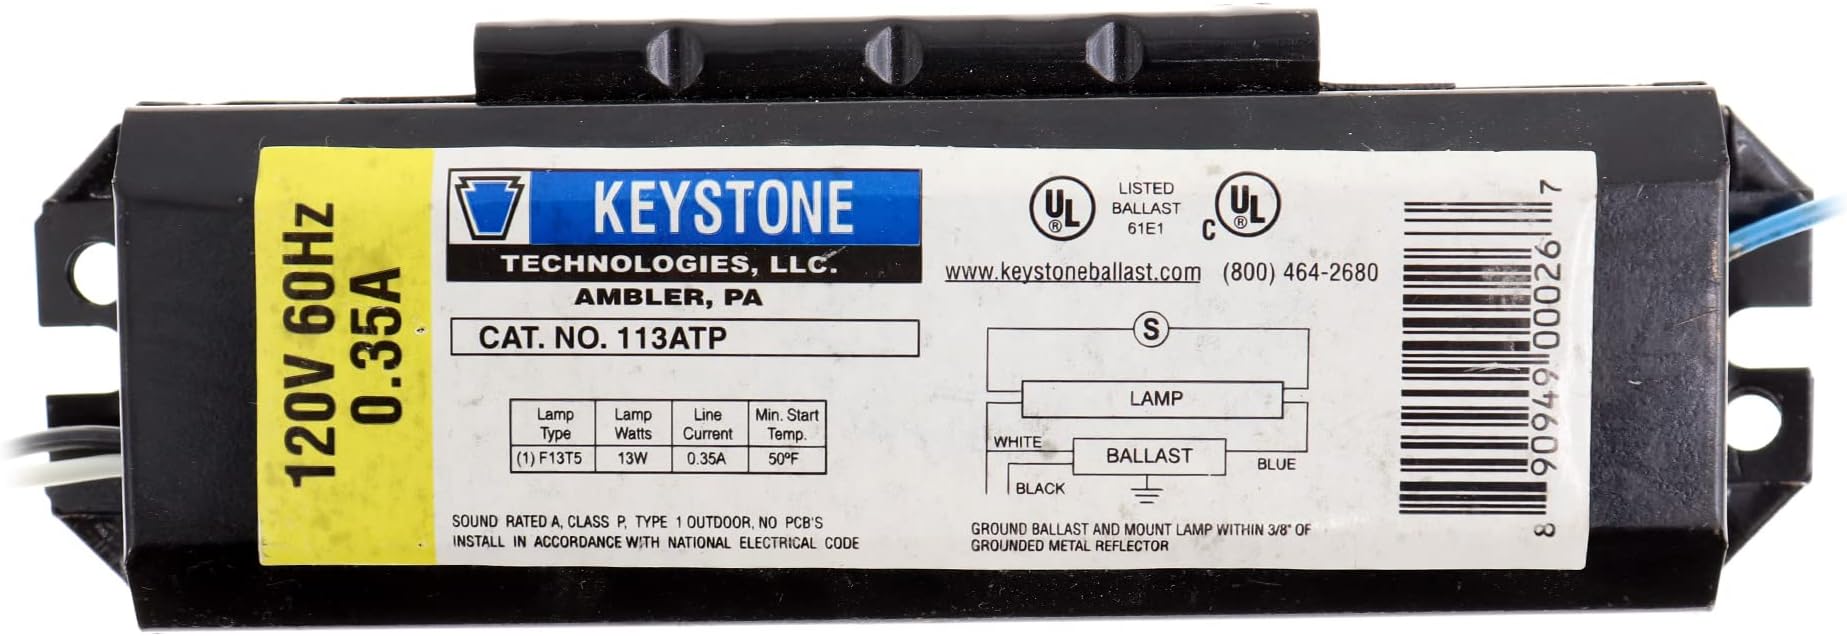 120V 60Hz
0.35A
KEYSTONE
TECHNOLOGIES, LLC.
AMBLER, PA
CAT. NO. 113ATP
Lamp Type Lamp Watts Line Current Min. Start Temp.
(1) F13T5 13W 0.35A 50ºF
SOUND RATED A, CLASS P, TYPE 1 OUTDOOR, NO PCB'S
INSTALL IN ACCORDANCE WITH NATIONAL ELECTRICAL CODE
UL ®
LISTED
BALLAST
61E1
C UL ®
www.keystoneballast.com (800) 464-2680
S
LAMP
WHITE
BALLAST
BLUE
BLACK
GROUND BALLAST AND MOUNT LAMP WITHIN 3/8" OF
GROUNDED METAL REFLECTOR
8 90949 00026 7